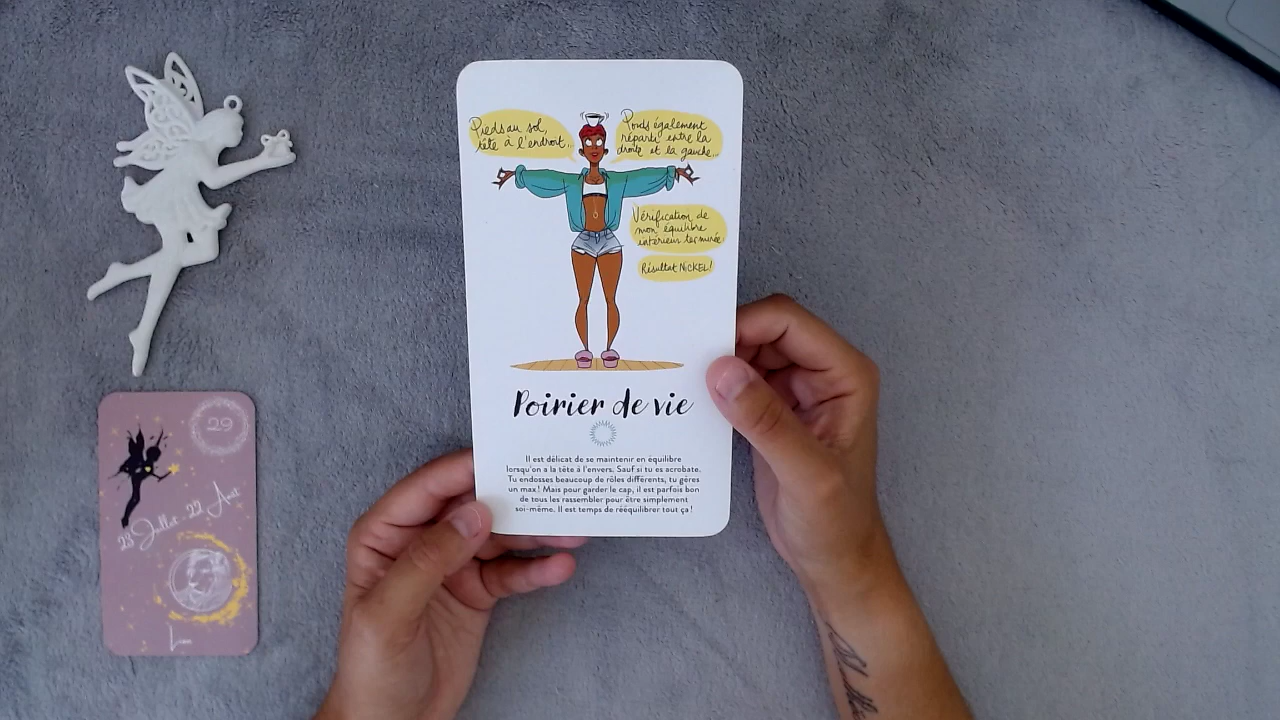 Pieds au sol,
tête à l'endroit...
Poids également
réparti entre la
droite et la gauche...
Vérification de
mon équilibre
intérieur terminée
Résultat NICKEL!
Poirier de vie
Il est délicat de se maintenir en équilibre
lorsqu'on a la tête à l'envers. Sauf si tu es acrobate.
Tu endosses beaucoup de rôles différents, tu gères
un max ! Mais pour garder le cap, il est parfois bon
de tous les rassembler pour être simplement
soi-même. Il est temps de rééquilibrer tout ça !
29
23 Juillet - 22 Août
Lion